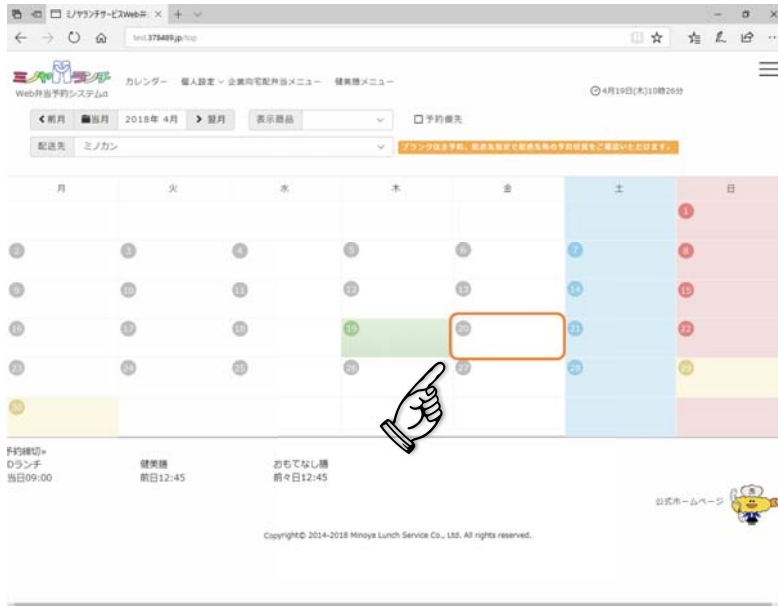 ミノヤランチサービスWeb弁
test.378489.jp/top
ミノヤランチ
Web弁当予約システムα
カレンダー 個人設定 企業向宅配弁当メニュー 健美膳メニュー
4月19日(木)10時26分
前月 当月 2018年 4月 翌月 表示商品 予約優先
配送先 ミノカン ブランクは全予約、配送先指定で配送先毎の予約状況をご確認いただけます。
月 火 水 木 金 土 日
1
2 3 4 5 6 7 8
9 10 11 12 13 14 15
16 17 18 19 20 21 22
23 24 25 26 27 28 29
30
予約締切»
Dランチ 健美膳 おもてなし膳
当日09:00 前日12:45 前々日12:45
公式ホームページ
Copyright© 2014-2018 Minoya Lunch Service Co., Ltd. All rights reserved.